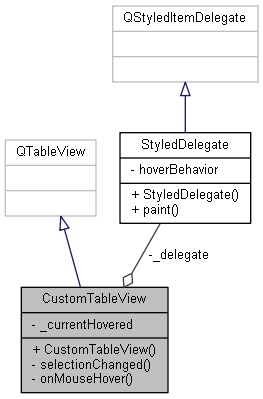 QStyledItemDelegate
QTableView
StyledDelegate
- hoverBehavior
+ StyledDelegate()
+ paint()
-_delegate
CustomTableView
- _currentHovered
+ CustomTableView()
- selectionChanged()
- onMouseHover()